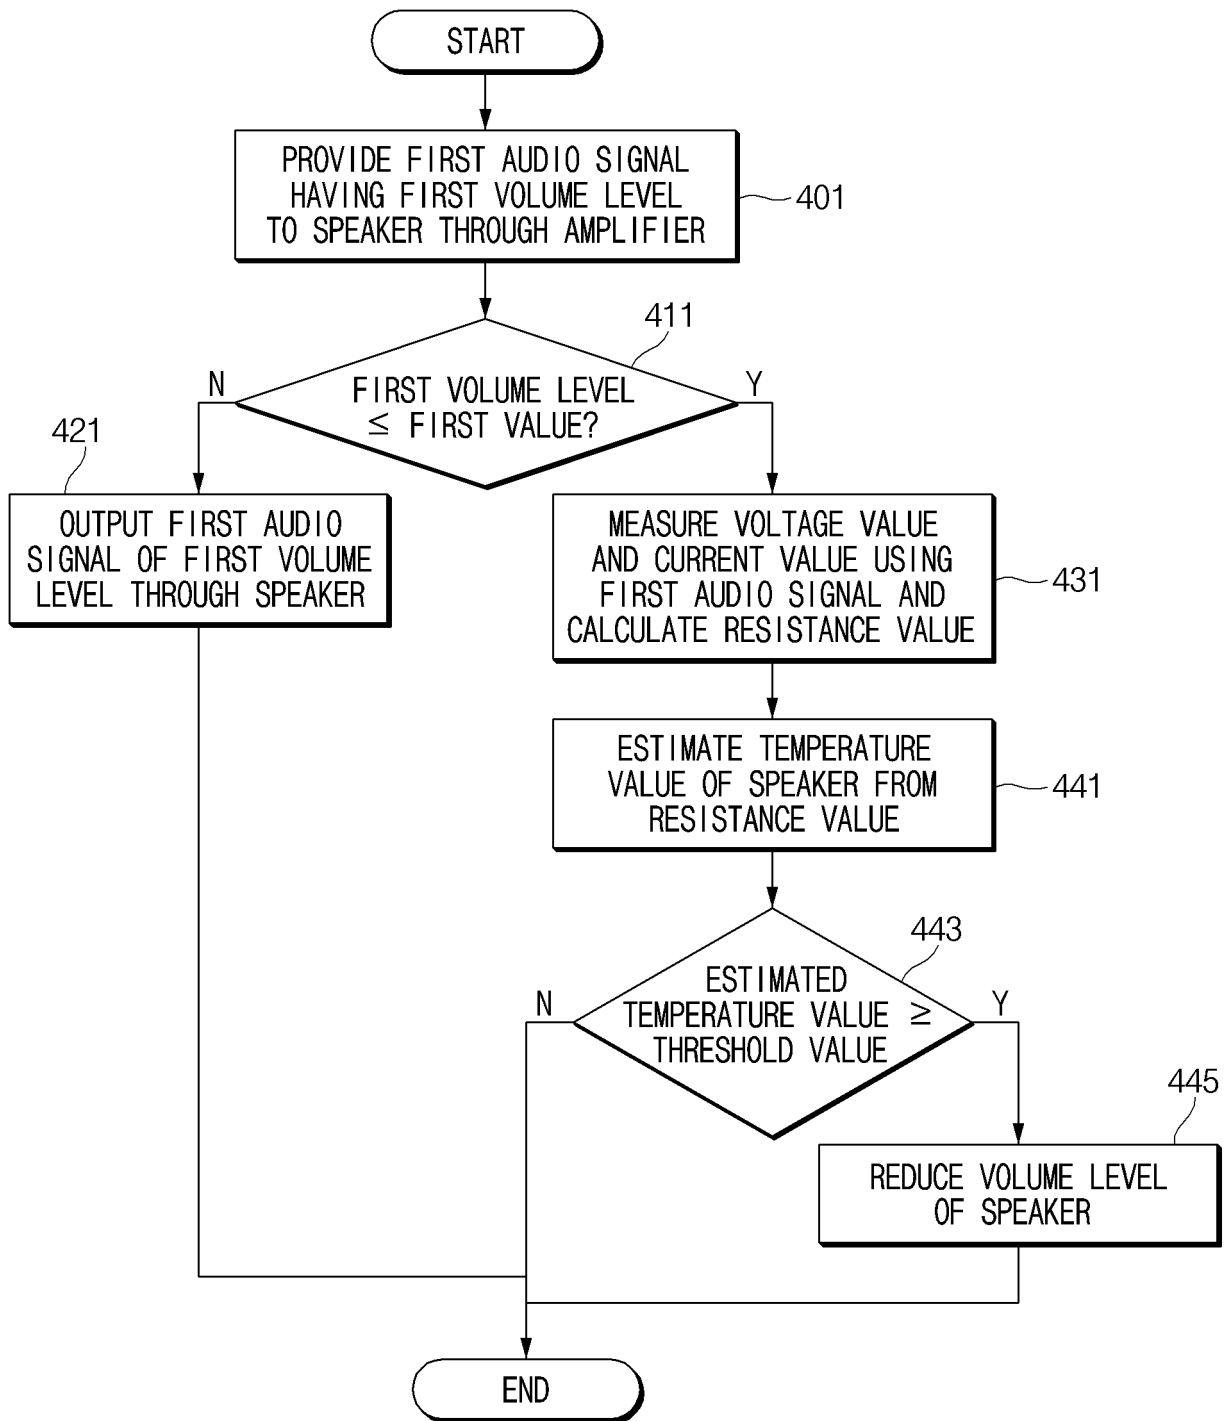 START
PROVIDE FIRST AUDIO SIGNAL
HAVING FIRST VOLUME LEVEL
TO SPEAKER THROUGH AMPLIFIER
401
411
FIRST VOLUME LEVEL
≤ FIRST VALUE?
N
Y
421
OUTPUT FIRST AUDIO
SIGNAL OF FIRST VOLUME
LEVEL THROUGH SPEAKER
MEASURE VOLTAGE VALUE
AND CURRENT VALUE USING
FIRST AUDIO SIGNAL AND
CALCULATE RESISTANCE VALUE
431
ESTIMATE TEMPERATURE
VALUE OF SPEAKER FROM
RESISTANCE VALUE
441
443
ESTIMATED
TEMPERATURE VALUE ≥
THRESHOLD VALUE
N
Y
445
REDUCE VOLUME LEVEL
OF SPEAKER
END